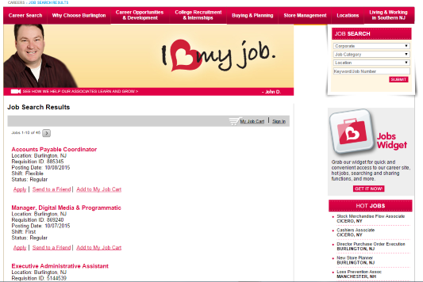 CAREERS > JOB SEARCH RESULTS
Career Search
Why Choose Burlington
Career Opportunities
& Development
College Recruitment
& Internships
Buying & Planning
Store Management
Locations
Living & Working
in Southern NJ
I my job.
SEE HOW WE HELP OUR ASSOCIATES LEARN AND MORE >
- John D.
JOB SEARCH
Corporate
Job Category
Location
Keyword/Job Number
SUBMIT
Job Search Results
My Job Cart | Sign In
Jobs 1-15 of 95
Accounts Payable Coordinator
Location: Burlington, NJ
Requisition ID: 885345
Posting Date: 10/08/2015
Shift: Flexible
Status: Regular
Apply | Send to a Friend | Add to My Job Cart
Manager, Digital Media & Programmatic
Location: Burlington, NJ
Requisition ID: 869240
Posting Date: 10/07/2015
Shift: First
Status: Regular
Apply | Send to a Friend | Add to My Job Cart
Executive Administrative Assistant
Location: Burlington, NJ
Requisition ID: 5144539
Jobs
Widget
Grab our widget for quick and
convenient access to our career site,
hot jobs, searching and sharing
functions, and more.
GET IT NOW!
HOT JOBS
Stock Merchandise Flow Associate
CICERO, NY
Cashiers Associate
CICERO, NY
Director Purchase Order Execution
BURLINGTON, NJ
New Store Planner
BURLINGTON, NJ
Loss Prevention Assoc
MANCHESTER, NH